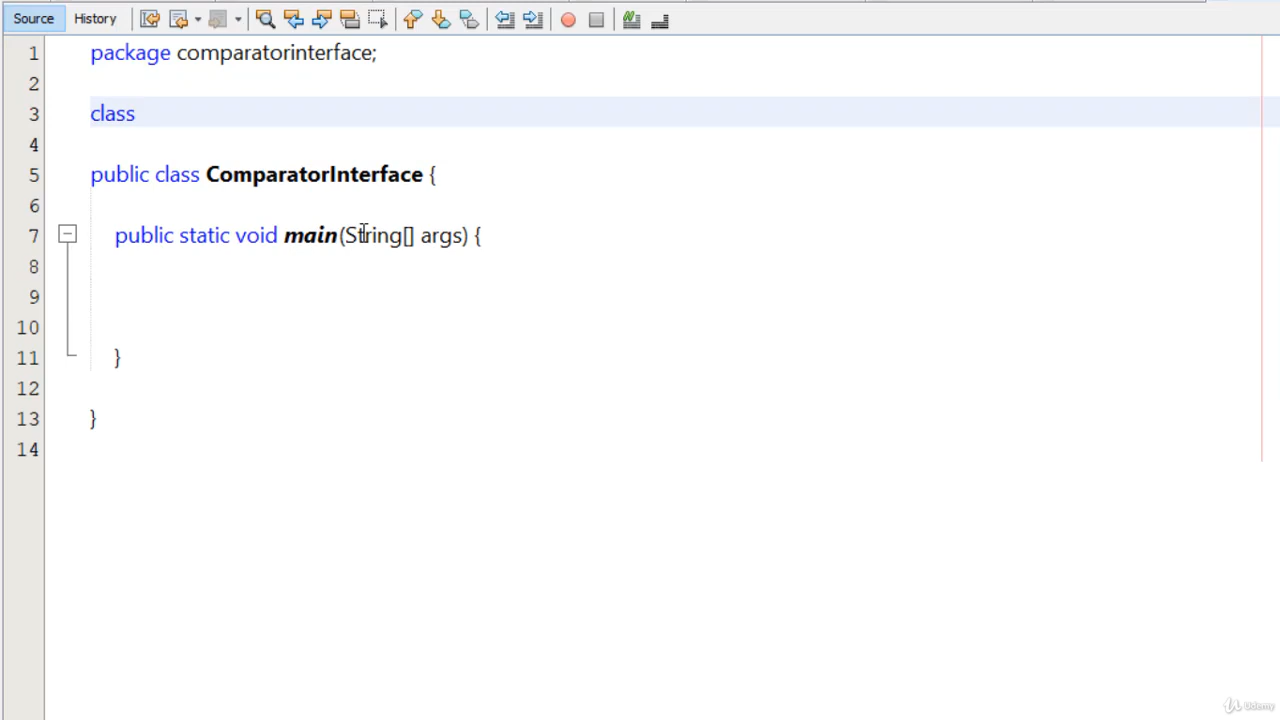 Source History
1 package comparatorinterface;
2
3 class
4
5 public class ComparatorInterface {
6
7 public static void main(String[] args) {
8
9
10
11 }
12
13 }
14
Udemy